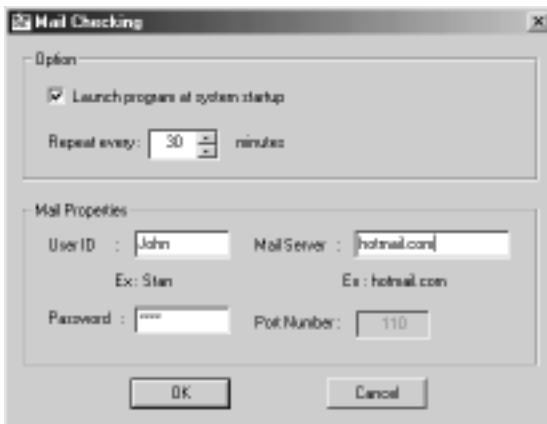 Mail Checking
Option
Launch program at system startup
Repeat every: 30 minutes
Mail Properties
User ID : John Mail Server : hotmail.com
Ex: Stan Ex : hotmail.com
Password : **** Port Number: 110
OK Cancel